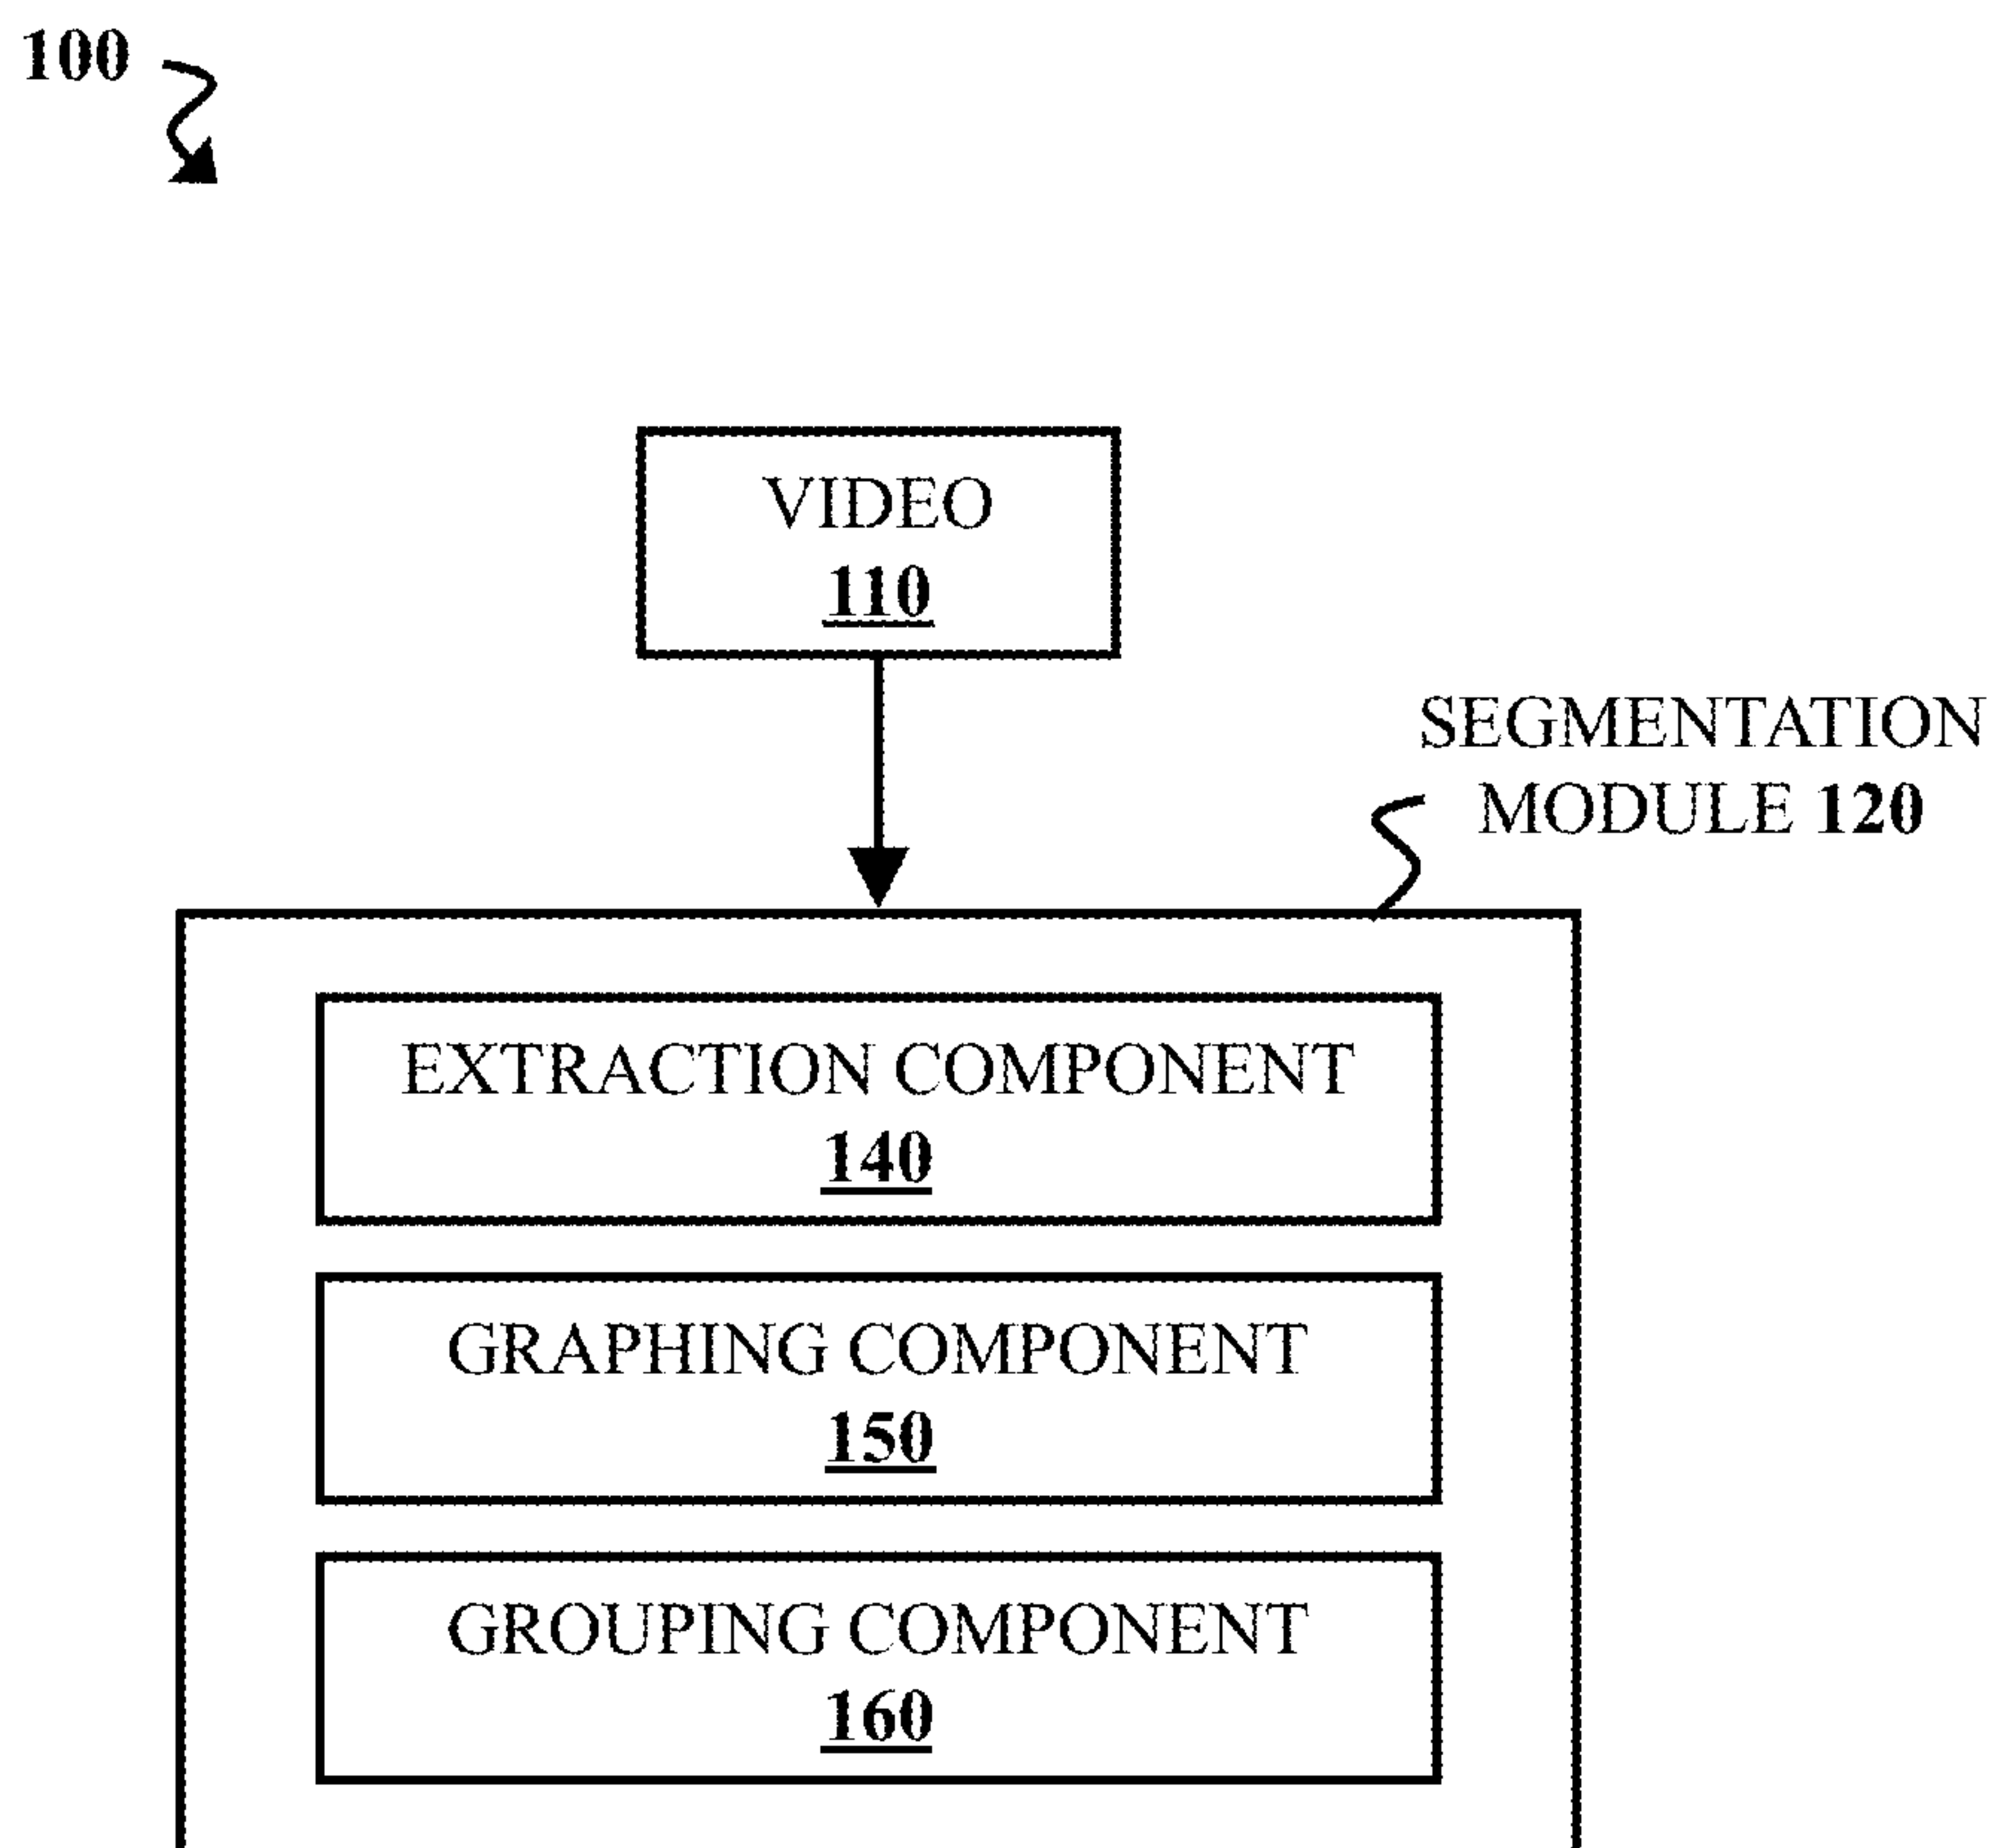 100
VIDEO
110
SEGMENTATION
MODULE 120
EXTRACTION COMPONENT
140
GRAPHING COMPONENT
150
GROUPING COMPONENT
160